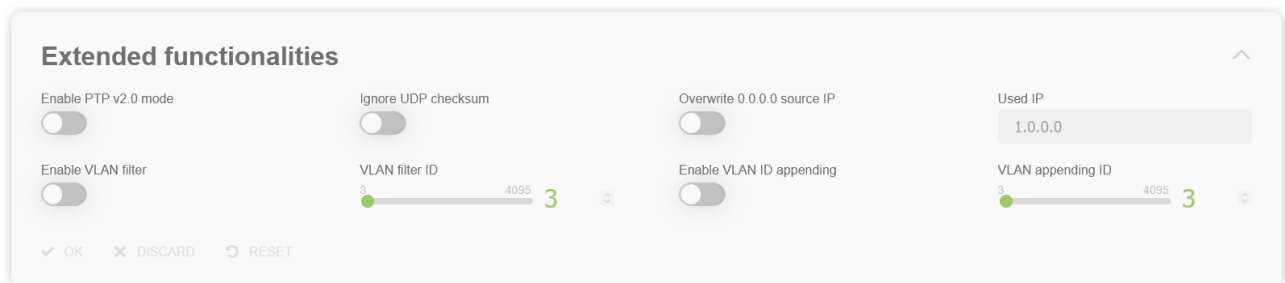 Extended functionalities
Enable PTP v2.0 mode
Ignore UDP checksum
Overwrite 0.0.0.0 source IP
Used IP
1.0.0.0
Enable VLAN filter
VLAN filter ID
3 4095 3
Enable VLAN ID appending
VLAN appending ID
3 4095 3
OK
DISCARD
RESET